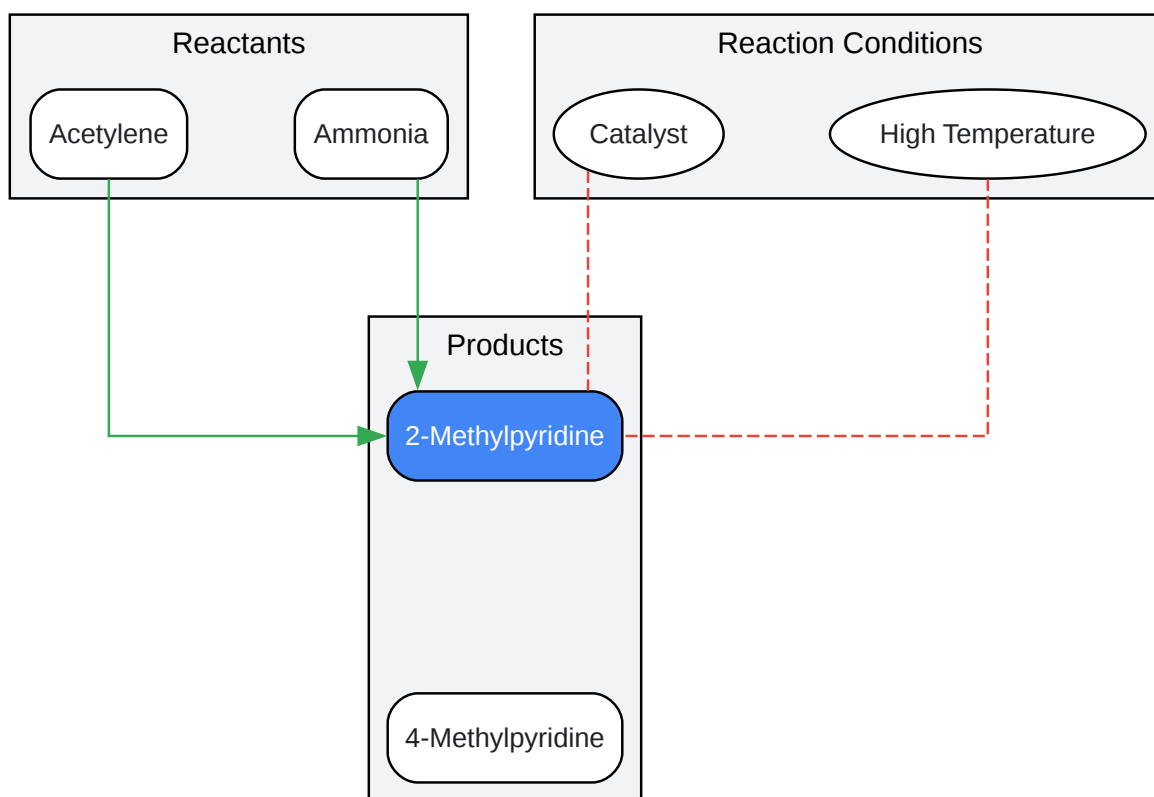 Reactants
Reaction Conditions
Acetylene
Ammonia
Catalyst
High Temperature
Products
2-Methylpyridine
4-Methylpyridine